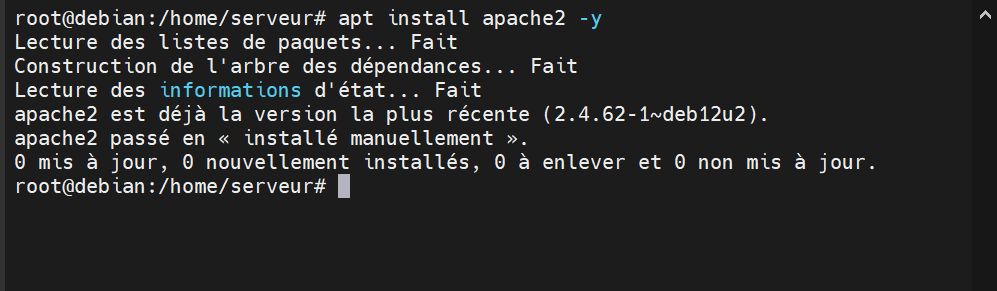 root@debian:/home/serveur# apt install apache2 -y
Lecture des listes de paquets... Fait
Construction de l'arbre des dépendances... Fait
Lecture des informations d'état... Fait
apache2 est déjà la version la plus récente (2.4.62-1~deb12u2).
apache2 passé en « installé manuellement ».
0 mis à jour, 0 nouvellement installés, 0 à enlever et 0 non mis à jour.
root@debian:/home/serveur#